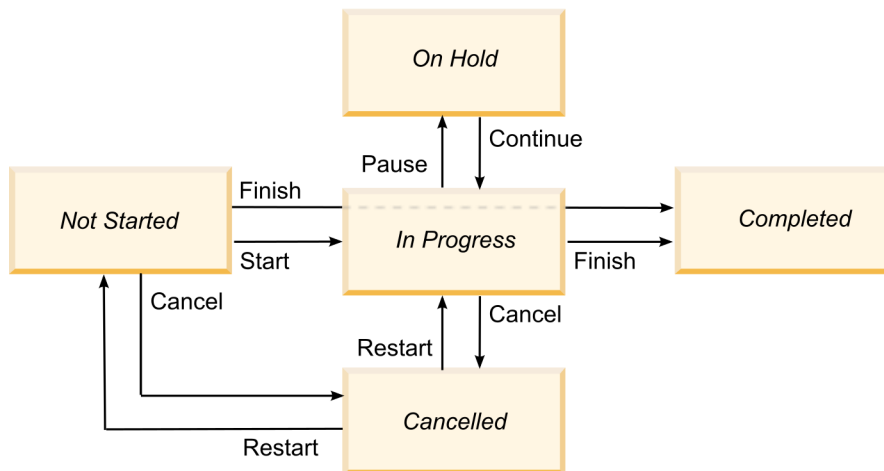 On Hold
Pause
Continue
Not Started
Finish
Start
In Progress
Completed
Finish
Cancel
Restart
Cancel
Cancelled
Restart